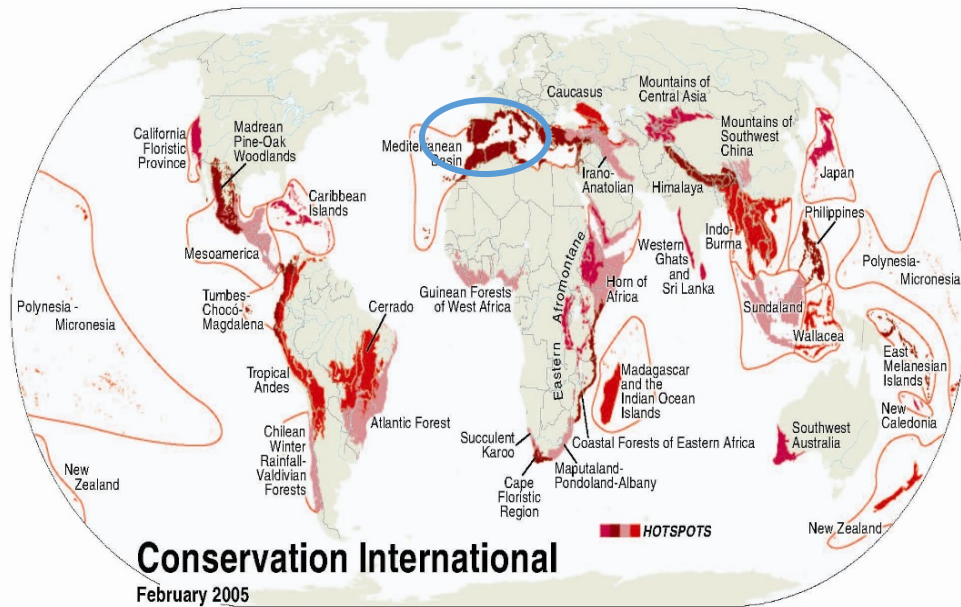 Caucasus
Mountains of
Central Asia
Mountains of
Southwest
China
California
Floristic
Province
Madrean
Pine-Oak
Woodlands
Mediterranean
Basin
Irano-
Anatolian
Himalaya
Japan
Caribbean
Islands
Philippines
Mesoamerica
Indo-
Burma
Western
Ghats
and
Sri Lanka
Polynesia-
Micronesia
Guinean Forests
of West Africa
Horn of
Africa
Eastern Afromontane
Polynesia -
Micronesia
Tumbes-
Chocó-
Magdalena
Cerrado
Sundaland
Wallacea
Tropical
Andes
East
Melanesian
Islands
Madagascar
and the
Indian Ocean
Islands
Atlantic Forest
New
Caledonia
Chilean
Winter
Rainfall-
Valdivian
Forests
Succulent
Karoo
Coastal Forests of Eastern Africa
Southwest
Australia
Cape
Floristic
Region
Maputaland-
Pondoland-Albany
New
Zealand
New Zealand
HOTSPOTS
Conservation International
February 2005